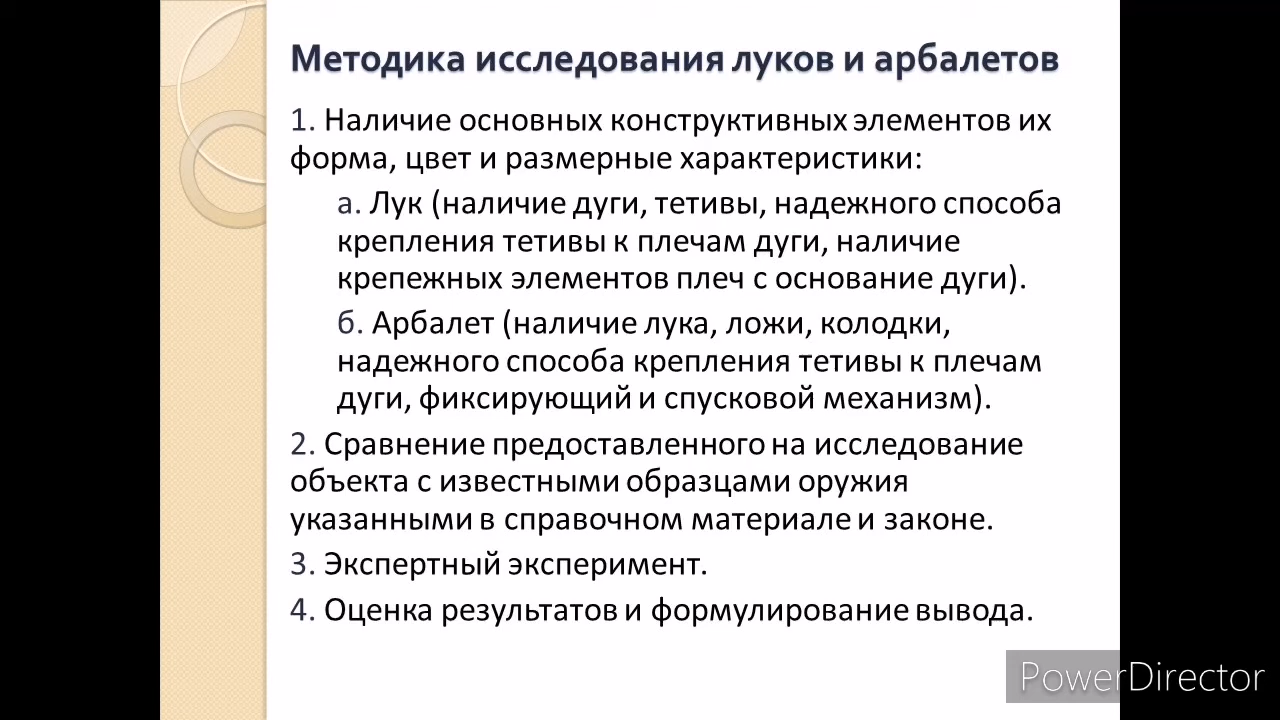 Методика исследования луков и арбалетов
1. Наличие основных конструктивных элементов их
форма, цвет и размерные характеристики:
а. Лук (наличие дуги, тетивы, надежного способа
крепления тетивы к плечам дуги, наличие
крепежных элементов плеч с основание дуги).
б. Арбалет (наличие лука, ложи, колодки,
надежного способа крепления тетивы к плечам
дуги, фиксирующий и спусковой механизм).
2. Сравнение предоставленного на исследование
объекта с известными образцами оружия
указанными в справочном материале и законе.
3. Экспертный эксперимент.
4. Оценка результатов и формулирование вывода.
PowerDirector